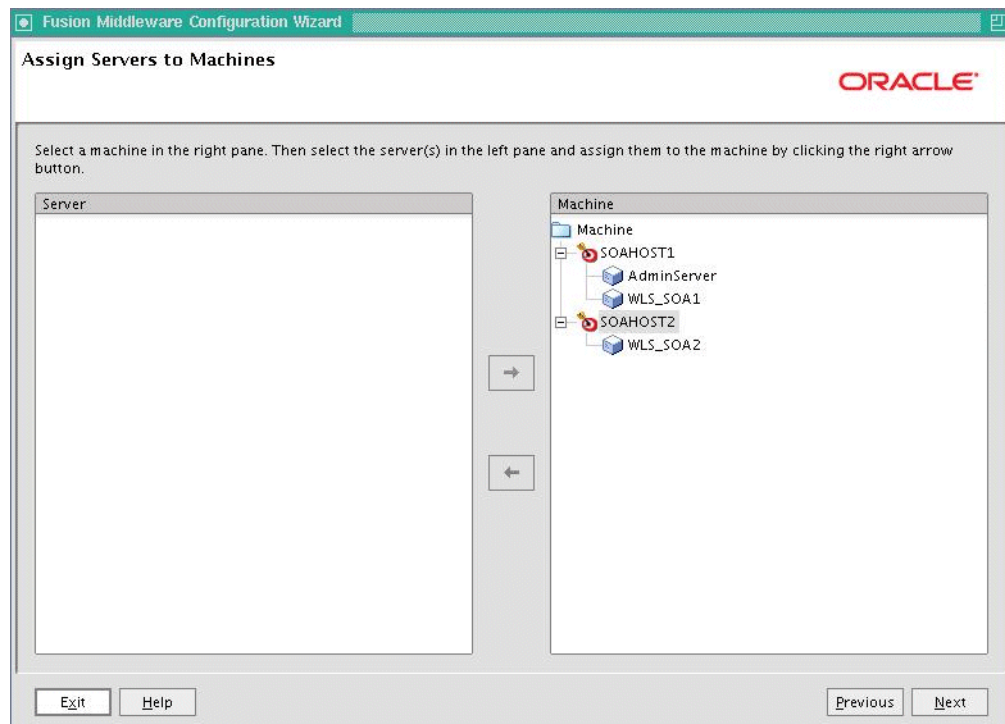 Fusion Middleware Configuration Wizard
Assign Servers to Machines
ORACLE
Select a machine in the right pane. Then select the server(s) in the left pane and assign them to the machine by clicking the right arrow
button.
Server
Machine
Machine
SOAHOST1
AdminServer
WLS_SOA1
SOAHOST2
WLS_SOA2
Exit
Help
Previous
Next